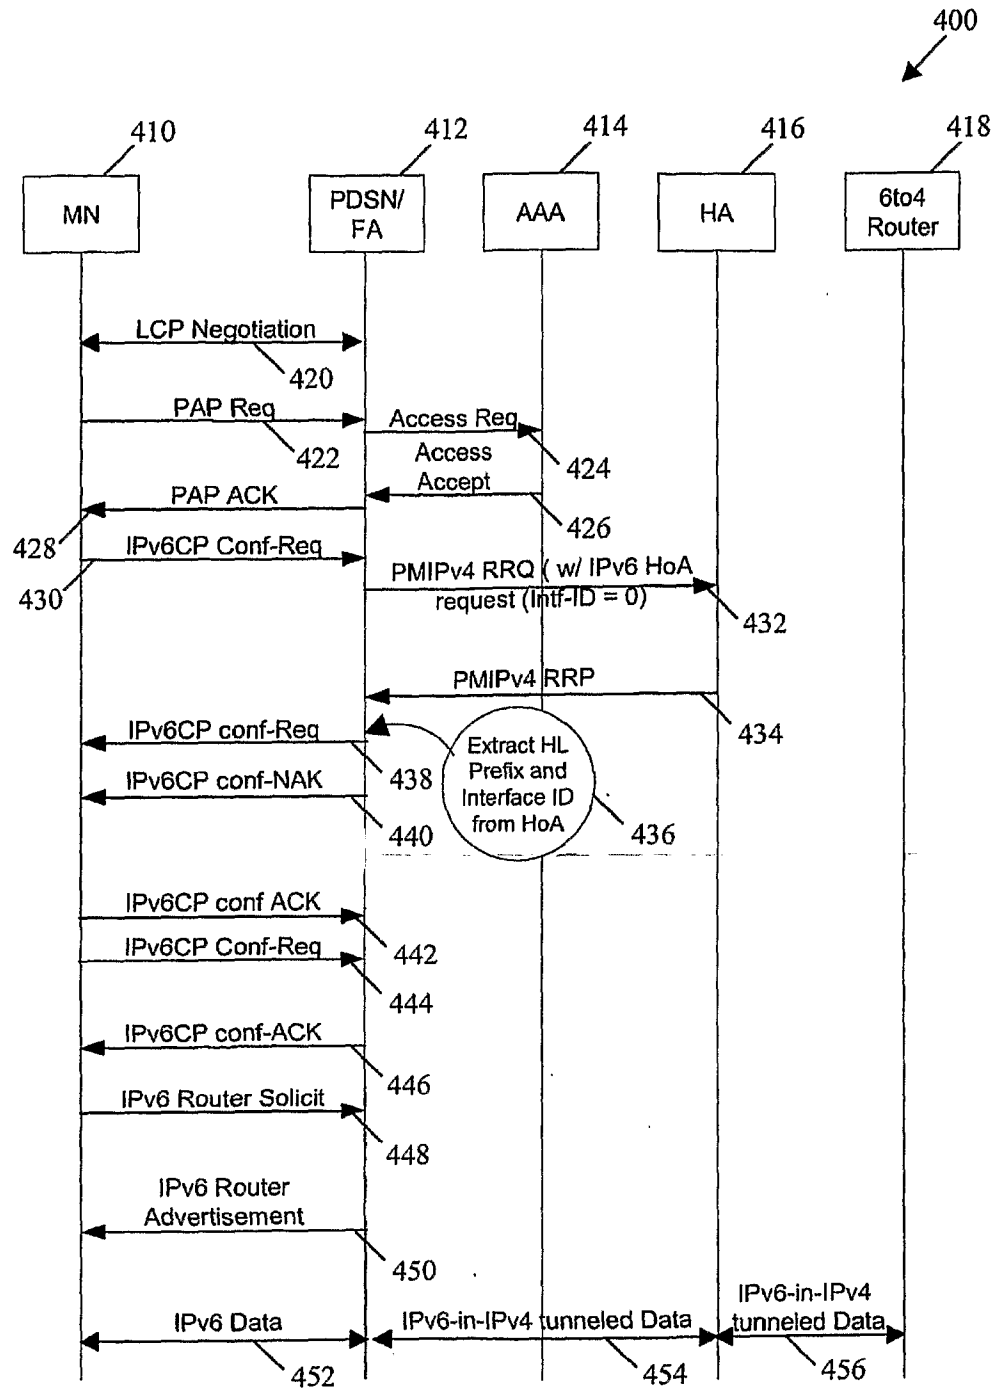 400
410
412
414
416
418
MN
PDSN/
FA
AAA
HA
6to4
Router
LCP Negotiation
420
PAP Req
422
Access Req
424
Access
Accept
426
PAP ACK
428
IPv6CP Conf-Req
430
PMIPv4 RRQ ( w/ IPv6 HoA
request (Intf-ID = 0)
432
PMIPv4 RRP
434
IPv6CP conf-Req
438
Extract HL
Prefix and
Interface ID
from HoA
436
IPv6CP conf-NAK
440
IPv6CP conf ACK
442
IPv6CP Conf-Req
444
IPv6CP conf-ACK
446
IPv6 Router Solicit
448
IPv6 Router
Advertisement
450
IPv6 Data
452
IPv6-in-IPv4 tunneled Data
454
IPv6-in-IPv4
tunneled Data
456